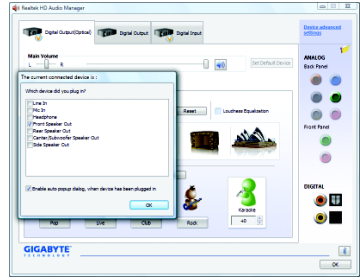 Realtek HD Audio Manager
Digital Output(Optical)
Digital Output
Digital Input
Device advanced settings
Main Volume
L
R
Set Default Device
ANALOG
Back Panel
The current connected device is :
Which device did you plug in?
Line In
Mic In
Headphone
Front Speaker Out
Rear Speaker Out
Center/Subwoofer Speaker Out
Side Speaker Out
Enable auto popup dialog, when device has been plugged in
OK
Reset
Loudness Equalization
Front Panel
DIGITAL
Karaoke
+0
Pop
Live
Club
Rock
GIGABYTE
TECHNOLOGY
OK